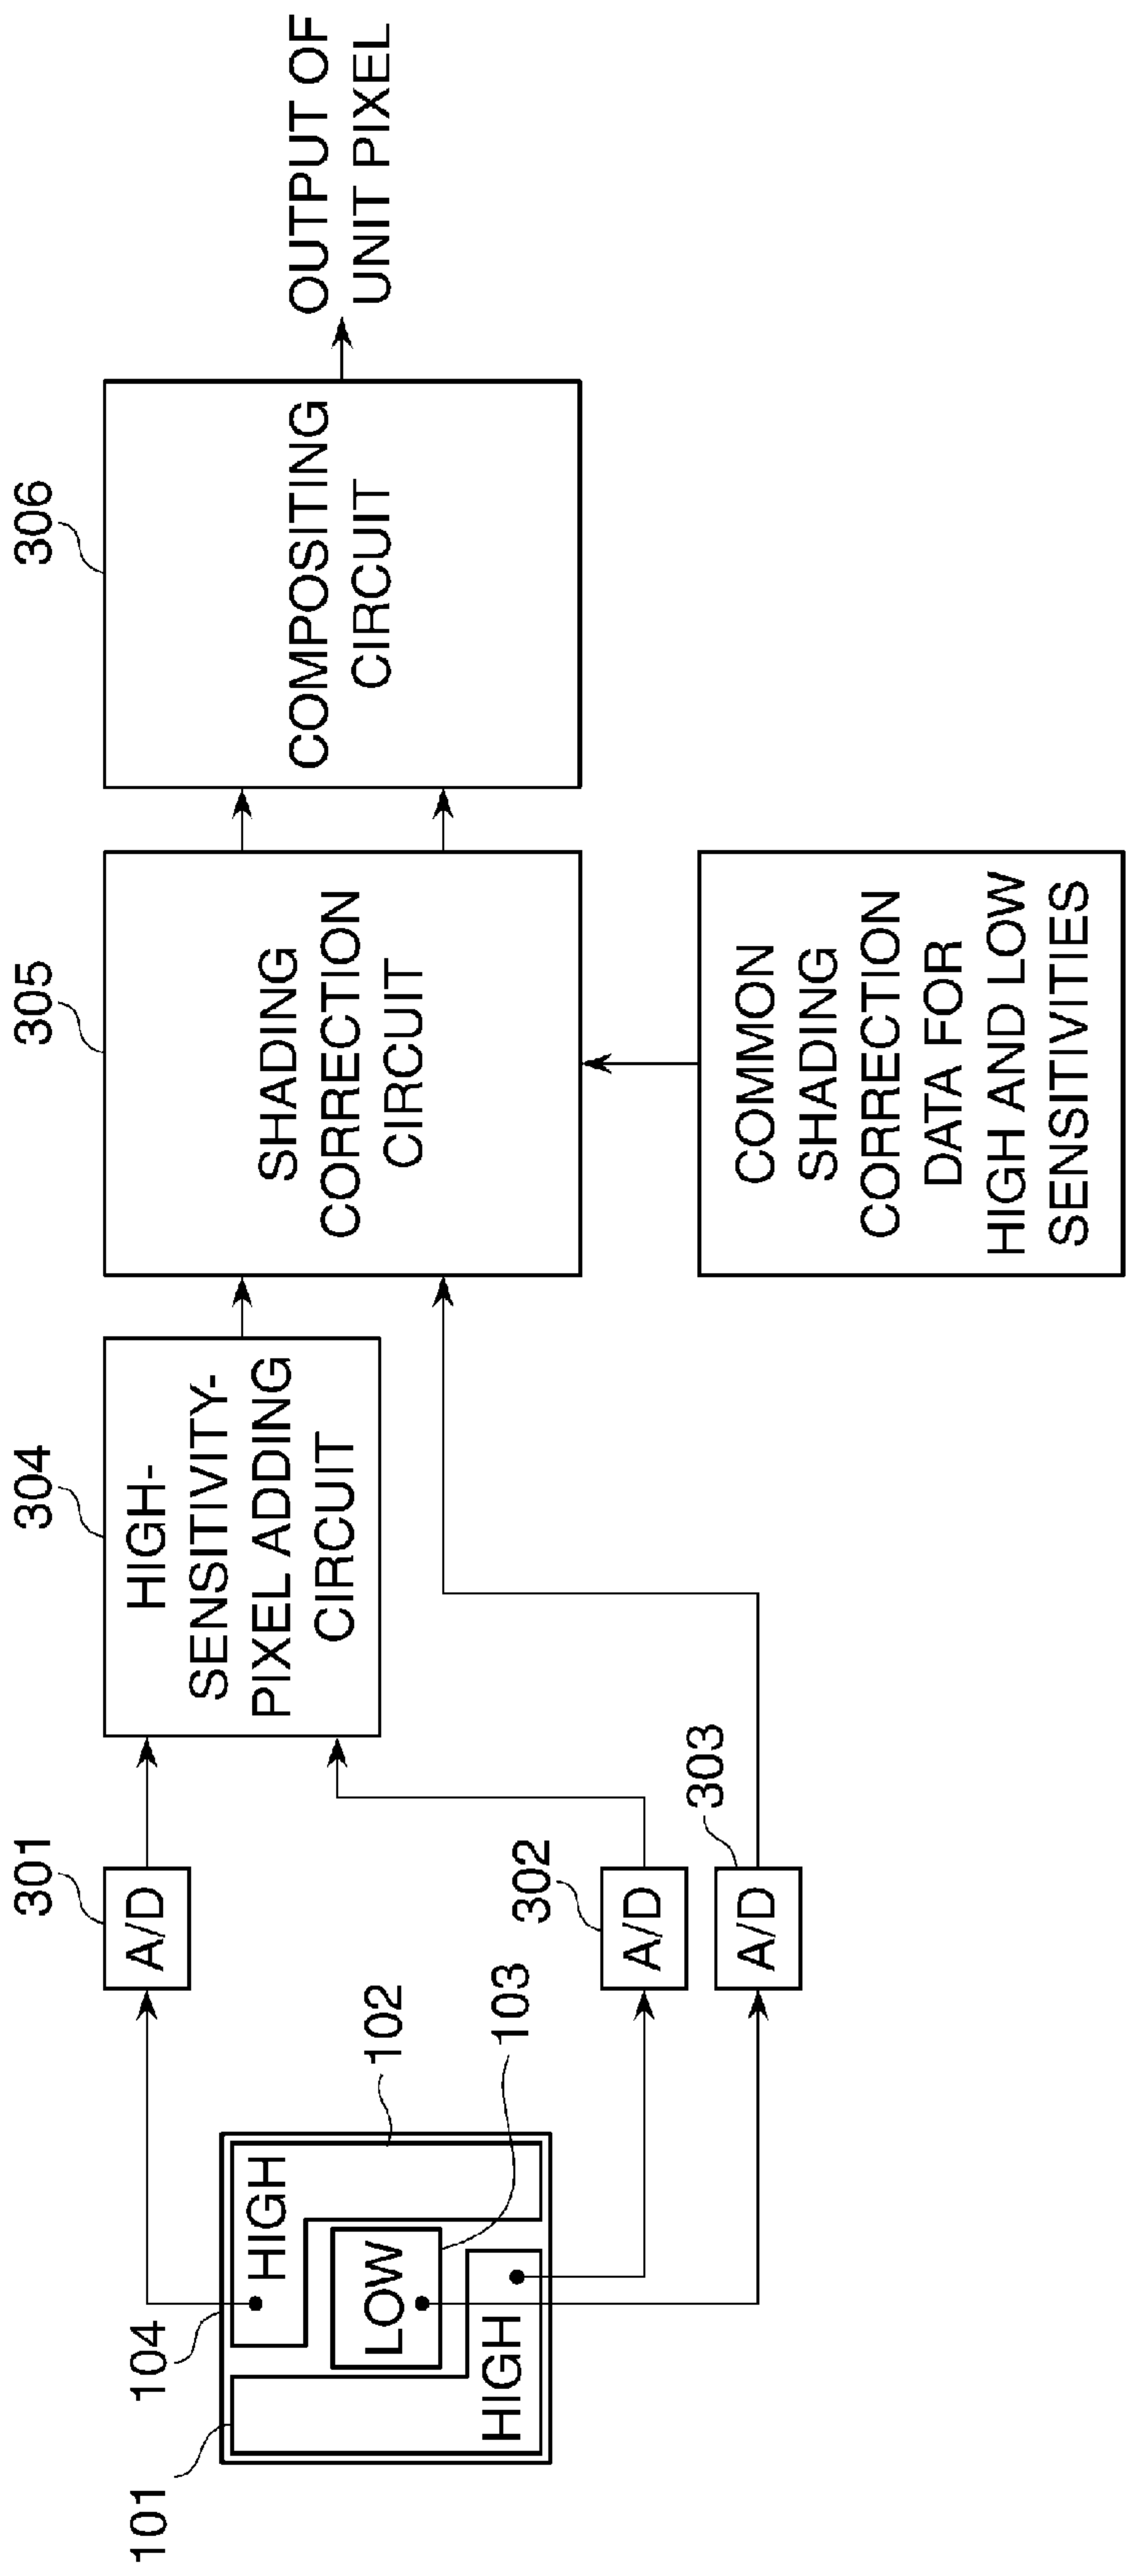 101
104
HIGH
LOW
HIGH
102
103
301
A/D
302
A/D
303
A/D
304
HIGH-
SENSITIVITY-
PIXEL ADDING
CIRCUIT
305
SHADING
CORRECTION
CIRCUIT
COMMON
SHADING
CORRECTION
DATA FOR
HIGH AND LOW
SENSITIVITIES
306
COMPOSITING
CIRCUIT
OUTPUT OF
UNIT PIXEL